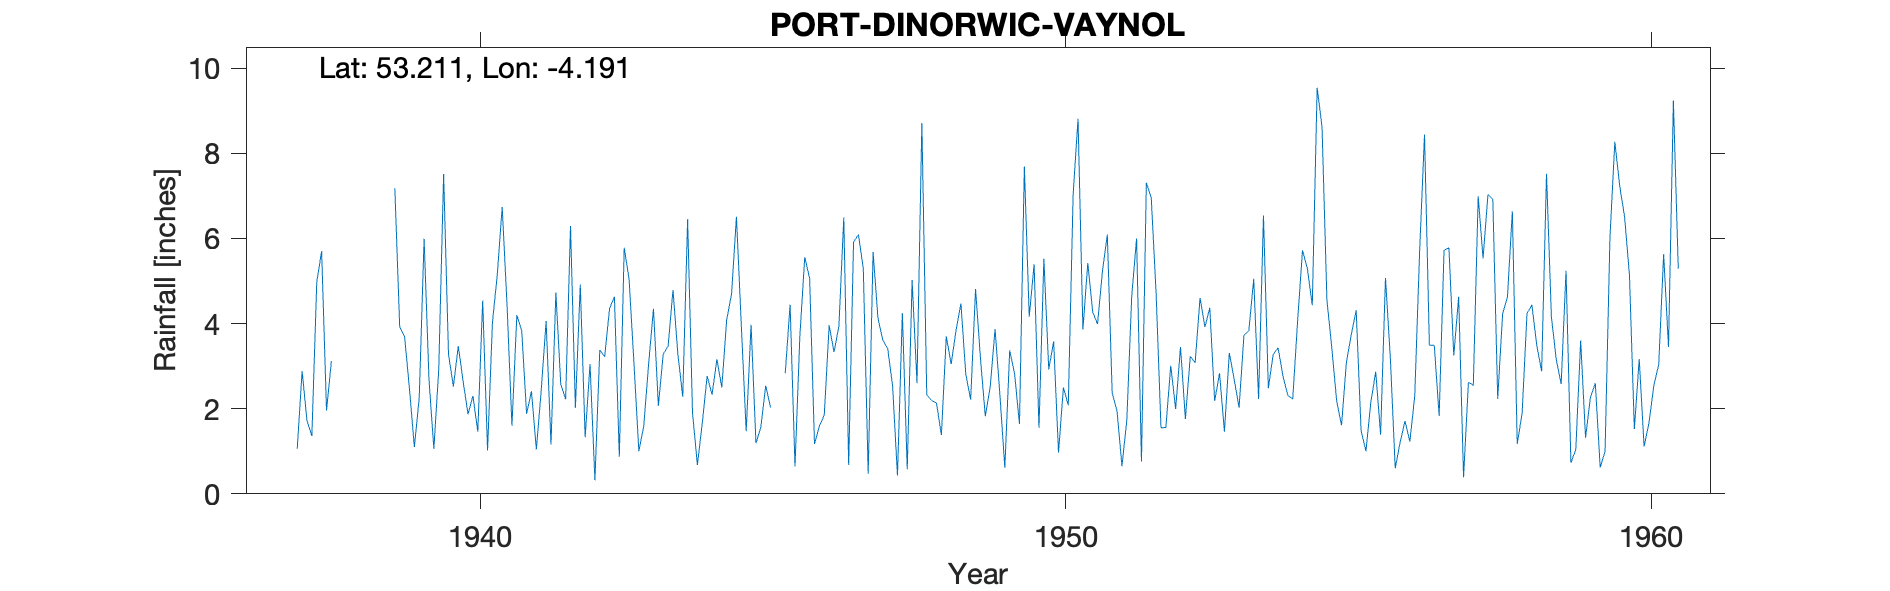 PORT-DINORWIC-VAYNOL
Lat: 53.211, Lon: -4.191
10
8
6
4
2
0
Rainfall [inches]
1940
1950
1960
Year